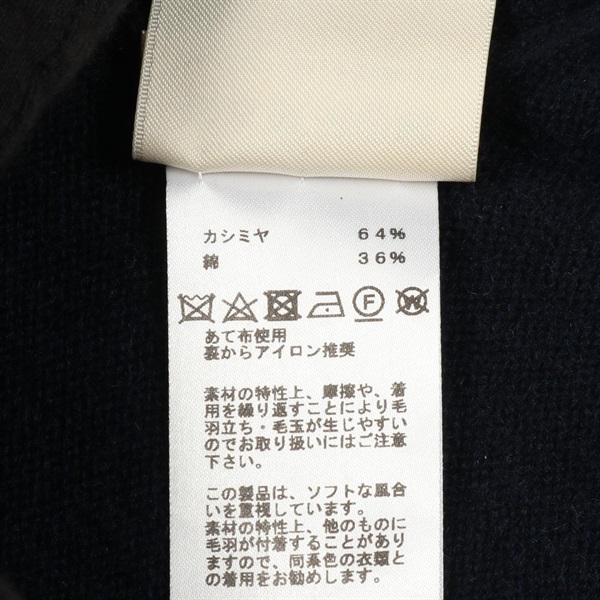 カシミヤ 64%
綿 36%
F W
あて布使用
裏からアイロン推奨
素材の特性上、摩擦や、着
用を繰り返すことにより毛
羽立ち・毛玉が生じやすい
のでお取り扱いにはご注意
下さい。
この製品は、ソフトな風合
いを重視しています。
素材の特性上、他のものに
毛羽が付着することがあり
ますので、同系色の衣類と
の着用をお勧めします。